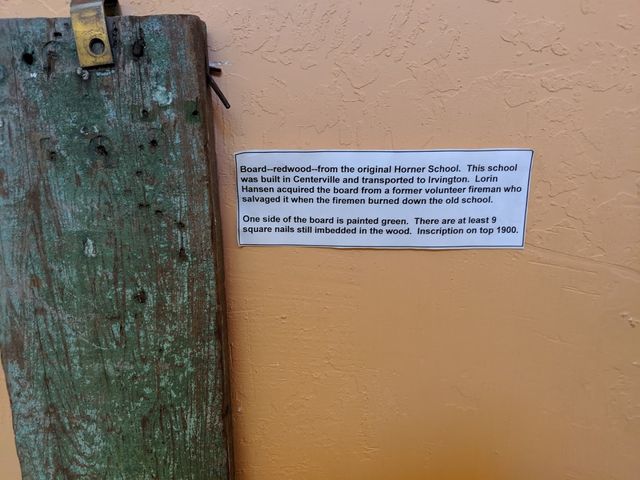 Board--redwood--from the original Horner School. This school
was built in Centerville and transported to Irvington. Lorin
Hansen acquired the board from a former volunteer fireman who
salvaged it when the firemen burned down the old school.
One side of the board is painted green. There are at least 9
square nails still imbedded in the wood. Inscription on top 1900.